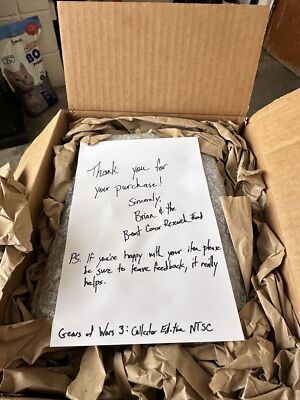 Thank you for
your purchase!
Sincerely,
Brian & the
Breast Cancer Research Fund
P.S. If you're happy with your item please
be sure to leave feedback, it really
helps.
Gears of Wars 3: Collector Edition NTSC
BO